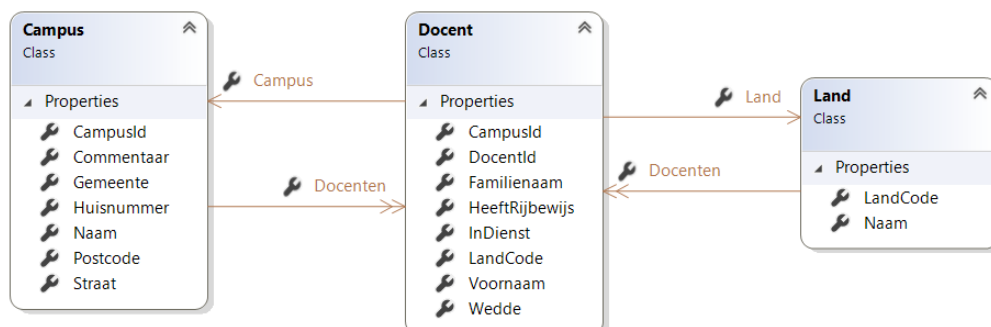 Campus
Class
Properties
CampusId
Commentaar
Gemeente
Huisnummer
Naam
Postcode
Straat
Campus
Docenten
Docent
Class
Properties
CampusId
DocentId
Familienaam
HeeftRijbewijs
InDienst
LandCode
Voornaam
Wedde
Land
Docenten
Land
Class
Properties
LandCode
Naam